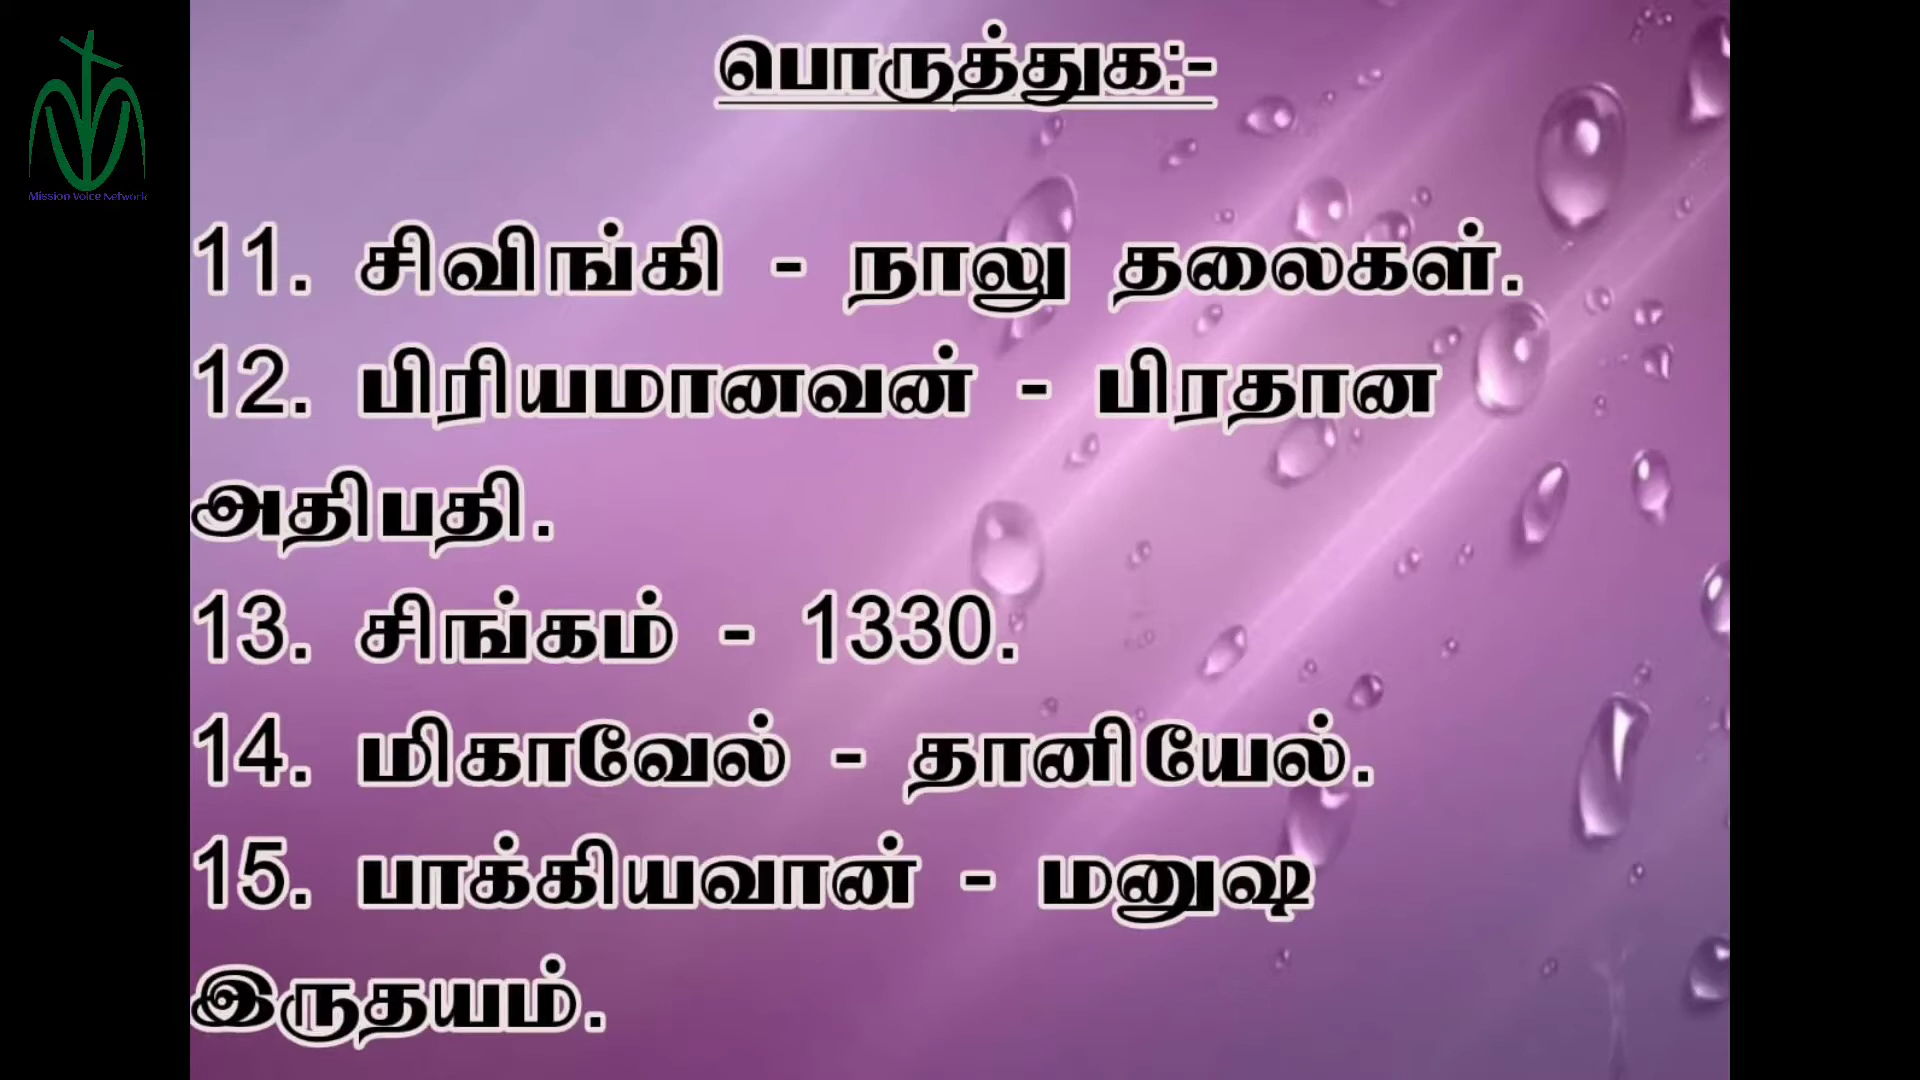 பொருத்துக:-
Mission Voice Network
11. சிவிங்கி - நாலு தலைகள்.
12. பிரியமானவன் - பிரதான
அதிபதி.
13. சிங்கம் - 1330.
14. மிகாவேல் - தானியேல்.
15. பாக்கியவான் - மனுஷ
இருதயம்.